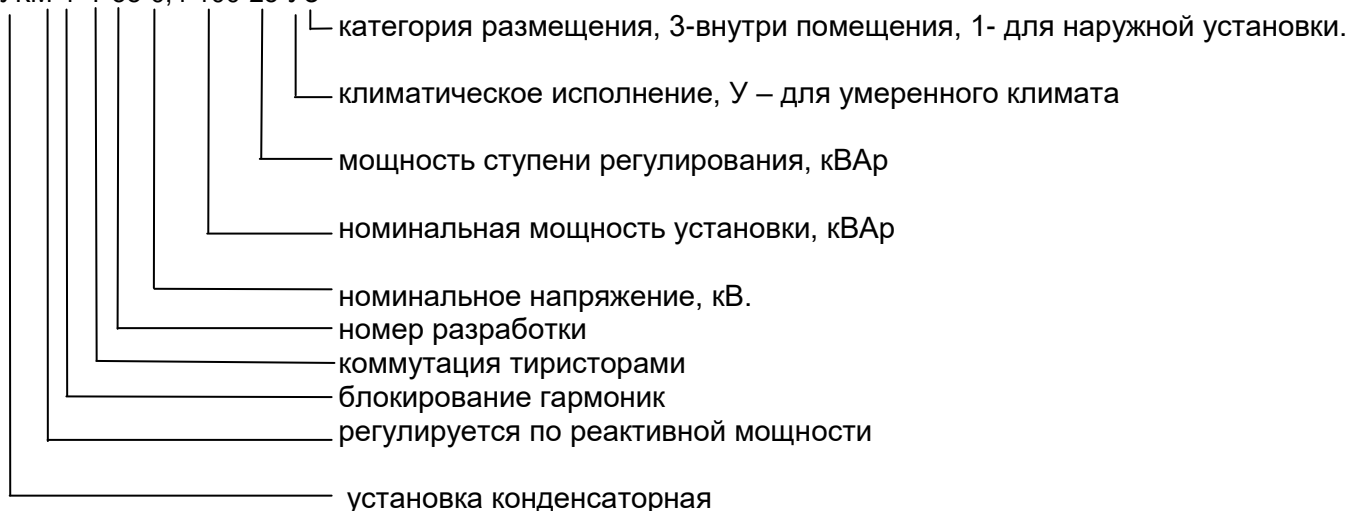 категория размещения, 3-внутри помещения, 1- для наружной установки.
климатическое исполнение, У – для умеренного климата
мощность ступени регулирования, кВАр
номинальная мощность установки, кВАр
номинальное напряжение, кВ.
номер разработки
коммутация тиристорами
блокирование гармоник
регулируется по реактивной мощности
установка конденсаторная